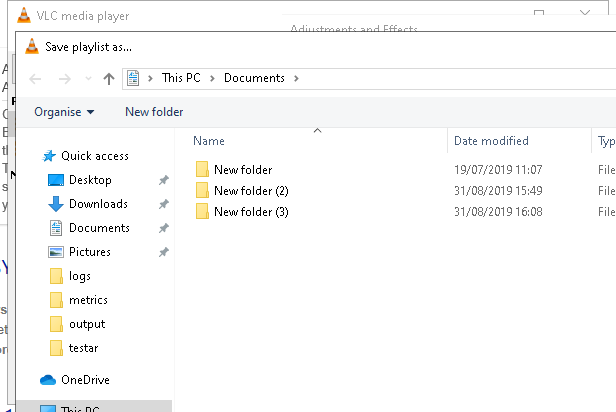 VLC media player
Adjustments and Effects
Save playlist as...
This PC > Documents >
Organise New folder
Name Date modified Typ
Quick access
New folder 19/07/2019 11:07 File
Desktop
New folder (2) 31/08/2019 15:49 File
Downloads
New folder (3) 31/08/2019 16:08 File
Documents
Pictures
logs
metrics
output
testar
OneDrive
This PC